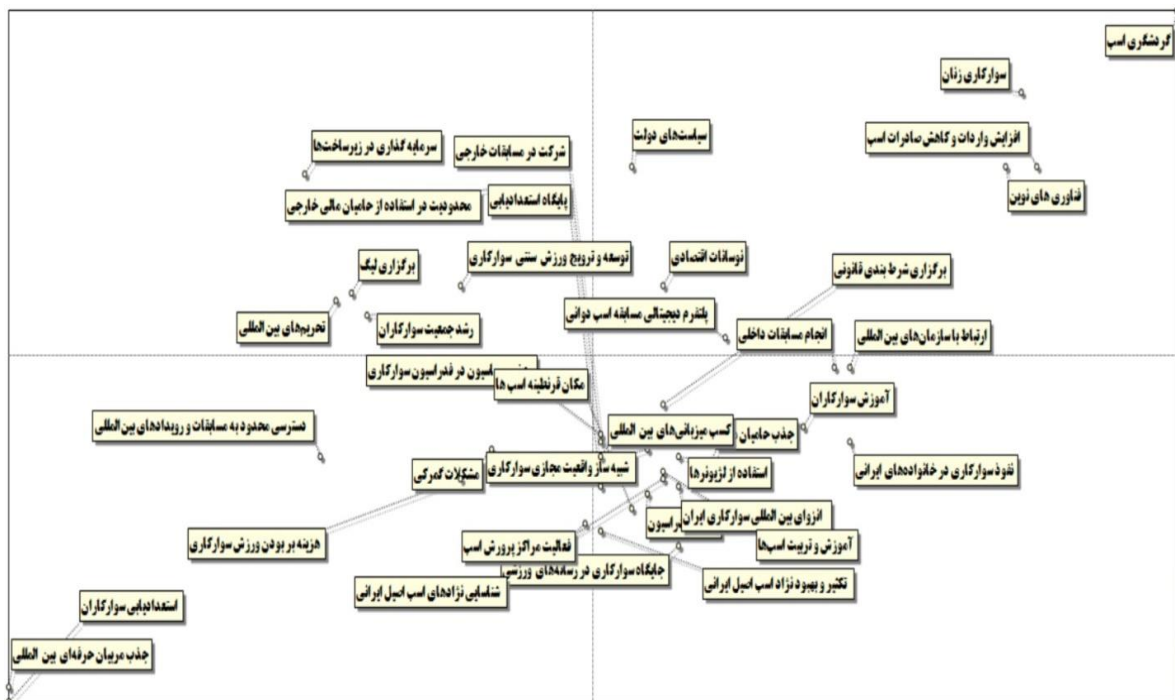 گردشگری اسب
سوارکاری زنان
افزایش واردات و کاهش صادرات اسب
فناوری های نوین
سیاست‌های دولت
شرکت در مسابقات خارجی
سرمایه گذاری در زیرساخت‌ها
پایگاه استعدادیابی
محدودیت در استفاده از حامیان مالی خارجی
نوسانات اقتصادی
توسعه و ترویج ورزش سنتی سوارکاری
برگزاری شرط بندی قانونی
برگزاری لیگ
پلتفرم دیجیتالی مسابقه اسب دوانی
تحریم‌های بین المللی
رشد جمعیت سوارکاران
انجام مسابقات داخلی
ارتباط با سازمان‌های بین المللی
در فدراسیون سوارکاری
مکان قرنطینه اسب ها
آموزش سوارکاران
دسترسی محدود به مسابقات و رویدادهای بین المللی
کسب میزبانی‌های بین المللی
جذب حامیان
نفوذ سوارکاری در خانواده‌های ایرانی
شبیه ساز واقعیت مجازی سوارکاری
مشکلات گمرکی
استفاده از لژیونرها
انزوای بین المللی سوارکاری ایران
هزینه بر بودن ورزش سوارکاری
فعالیت مراکز پرورش اسب
آموزش و تربیت اسب‌ها
جایگاه سوارکاری در رسانه‌های ورزشی
تکثیر و بهبود نژاد اسب اصیل ایرانی
شناسایی نژادهای اسب اصیل ایرانی
استعدادیابی سوارکاران
جذب مربیان حرفه‌ای بین المللی